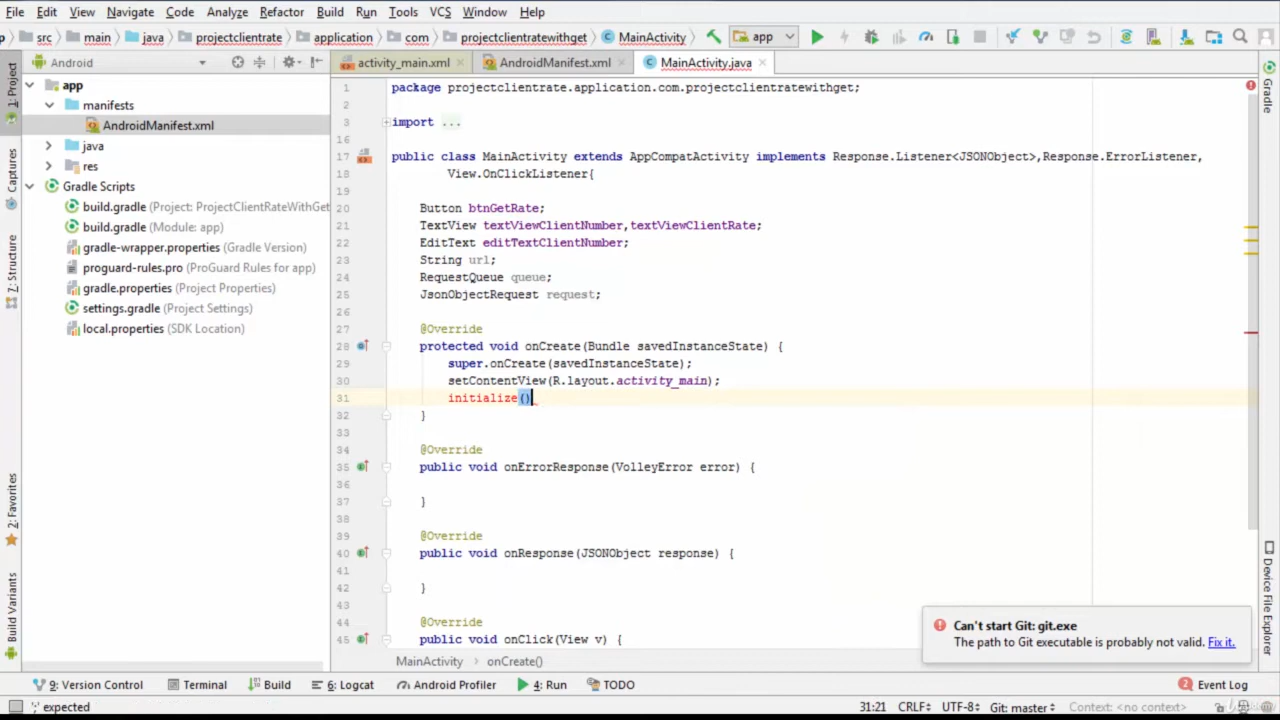 File Edit View Navigate Code Analyze Refactor Build Run Tools VCS Window Help
src main java projectclientrate application com projectclientratewithget MainActivity app
Android
activity_main.xml AndroidManifest.xml MainActivity.java
1: Project
Captures
Z: Structure
2: Favorites
Build Variants
app
manifests
AndroidManifest.xml
java
res
Gradle Scripts
build.gradle (Project: ProjectClientRateWithGet
build.gradle (Module: app)
gradle-wrapper.properties (Gradle Version)
proguard-rules.pro (ProGuard Rules for app)
gradle.properties (Project Properties)
settings.gradle (Project Settings)
local.properties (SDK Location)
1 package projectclientrate.application.com.projectclientratewithget;
2
3 import ...
16
17 public class MainActivity extends AppCompatActivity implements Response.Listener<JSONObject>,Response.ErrorListener,
18 View.OnClickListener{
19
20 Button btnGetRate;
21 TextView textViewClientNumber,textViewClientRate;
22 EditText editTextClientNumber;
23 String url;
24 RequestQueue queue;
25 JsonObjectRequest request;
26
27 @Override
28 protected void onCreate(Bundle savedInstanceState) {
29 super.onCreate(savedInstanceState);
30 setContentView(R.layout.activity_main);
31 initialize()
32 }
33
34 @Override
35 public void onErrorResponse(VolleyError error) {
36
37 }
38
39 @Override
40 public void onResponse(JSONObject response) {
41
42 }
43
44 @Override
45 public void onClick(View v) {
MainActivity › onCreate()
Gradle
Device File Explorer
Can't start Git: git.exe
The path to Git executable is probably not valid. Fix it.
9: Version Control Terminal Build 6: Logcat Android Profiler 4: Run TODO 2 Event Log
';' expected 31:21 CRLF UTF-8 Git: master Context: <no context>